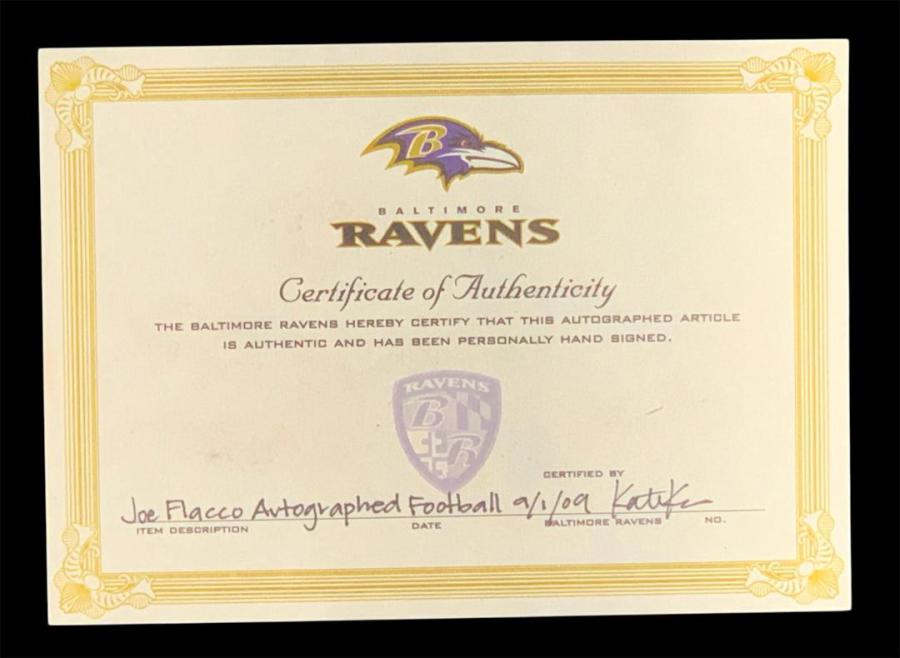 B
BALTIMORE
RAVENS
Certificate of Authenticity
THE BALTIMORE RAVENS HEREBY CERTIFY THAT THIS AUTOGRAPHED ARTICLE
IS AUTHENTIC AND HAS BEEN PERSONALLY HAND SIGNED.
RAVENS
B
R
CERTIFIED BY
Joe Flacco Autographed Football 9/1/09
ITEM DESCRIPTION DATE BALTIMORE RAVENS NO.